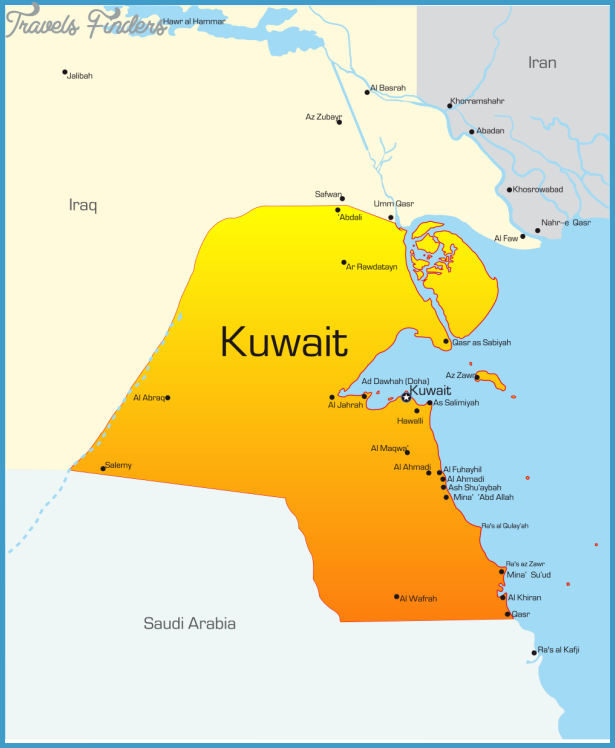 Travels Finders
Hawr al Hammar
Iran
Jalibah
Al Basrah
Khorramshahr
Az Zubayr
Abadan
Khosrowabad
Safwan
Umm Qasr
Iraq
'Abdali
Nahr-e Qasr
Al Faw
Ar Rawdatayn
Kuwait
Qasr as Sabiyah
Az Zawr
Ad Dawhah (Doha)
Kuwait
Al Abraq
Al Jahrah
As Salimiyah
Hawalli
Al Maqwa'
Salemy
Al Ahmadi
Al Fuhayhil
Al Ahmadi
Ash Shu'aybah
Mina' 'Abd Allah
Ra's al Gulay'ah
Ra's az Zawr
Mina' Su'ud
Al Wafrah
Al Khiran
Qasr
Saudi Arabia
Ra's al Kafji